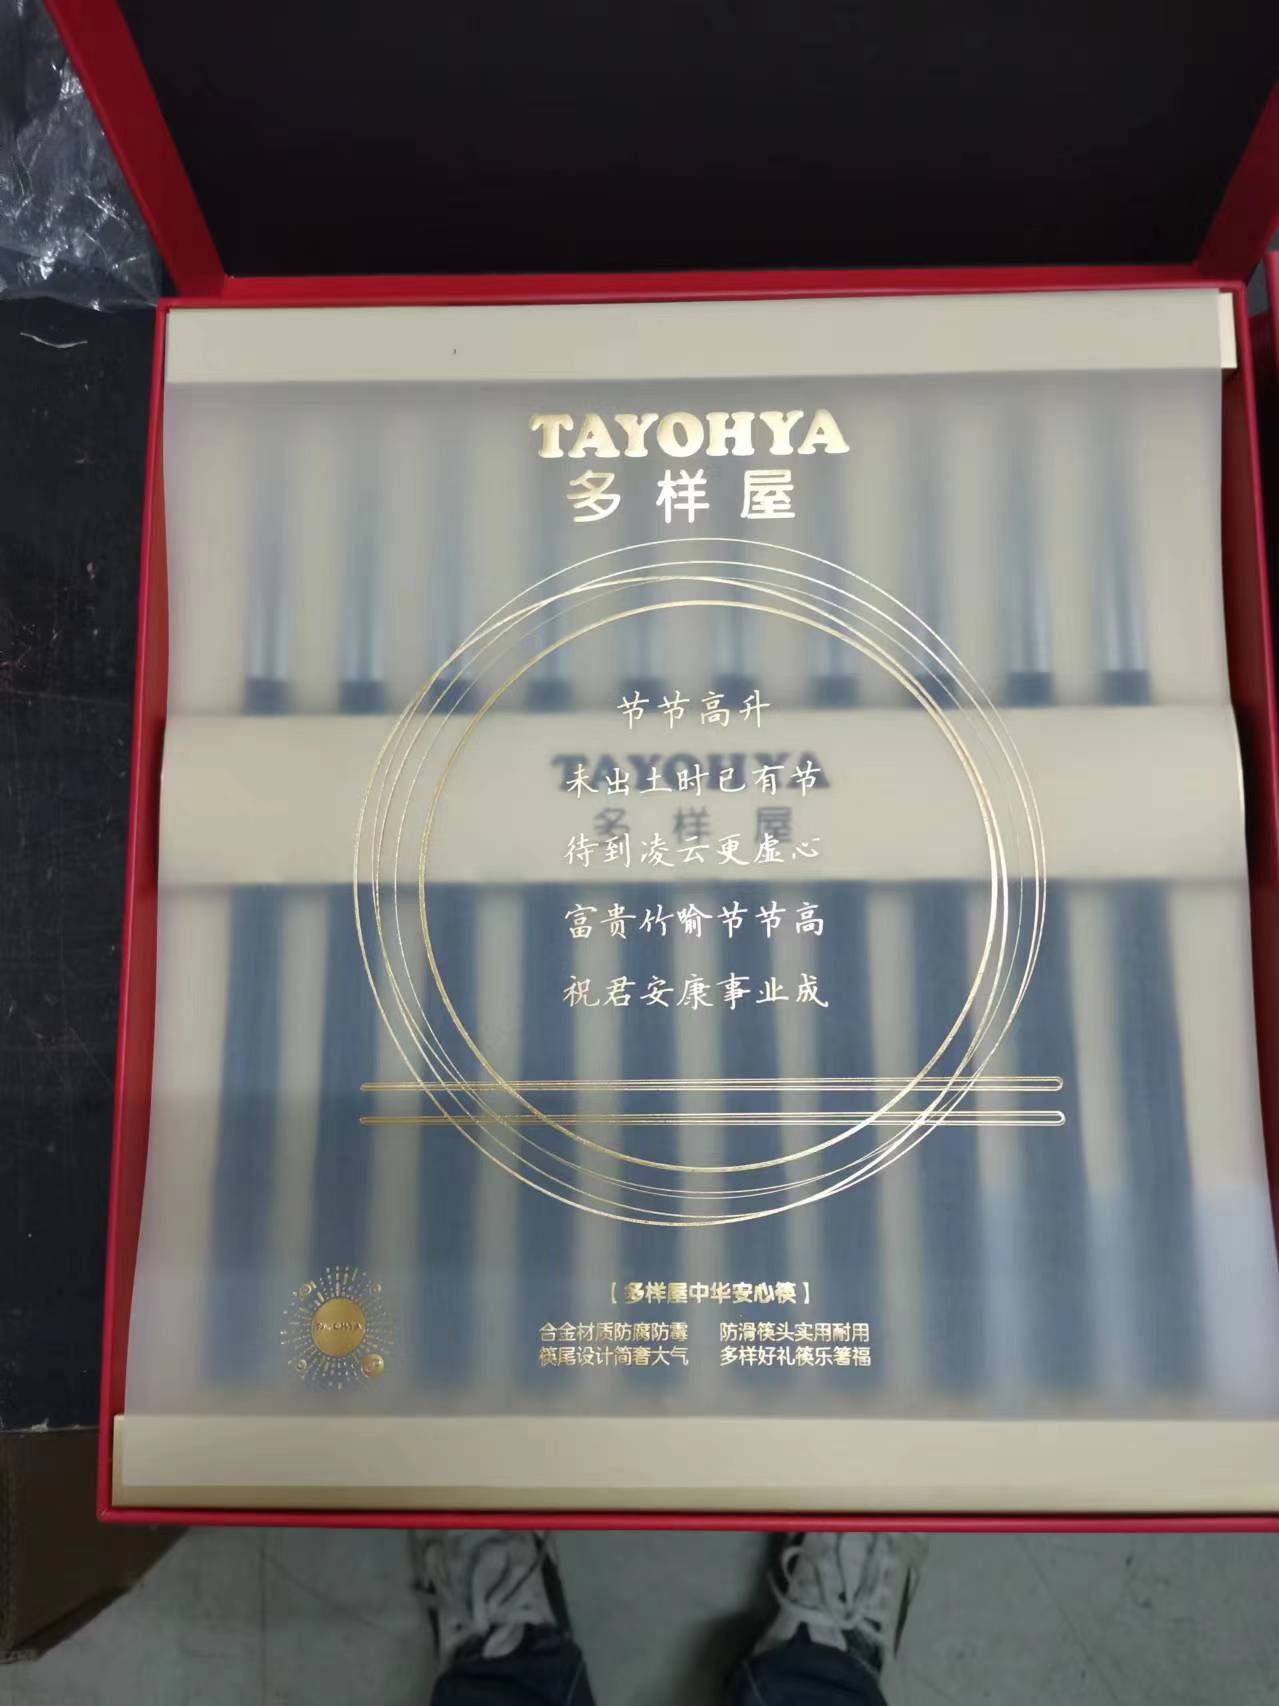 TAYOHYA
多样屋
节节高升
未出土时已有节
TAYOHYA
多样屋
待到凌云更虚心
富贵竹喻节节高
祝君安康事业成
【多样屋中华安心筷】
合金材质防腐防霉 防滑筷头实用耐用
筷尾设计简奢大气 多样好礼筷乐箸福
TAYOHYA